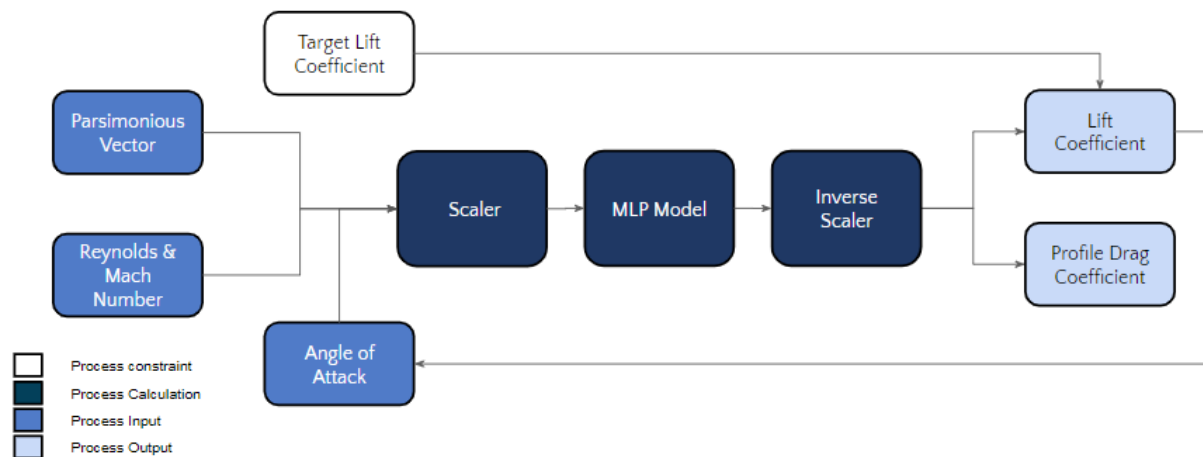 Target Lift
Coefficient
Parsimonious
Vector
Lift
Coefficient
Scaler
MLP Model
Inverse
Scaler
Reynolds &
Mach
Number
Profile Drag
Coefficient
Angle of
Attack
Process constraint
Process Calculation
Process Input
Process Output